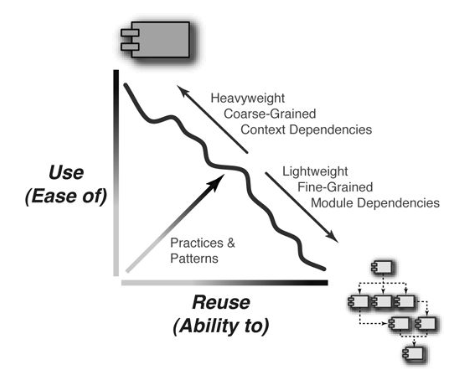 Heavyweight
Coarse-Grained
Context Dependencies
Lightweight
Fine-Grained
Module Dependencies
Use
(Ease of)
Practices &
Patterns
Reuse
(Ability to)